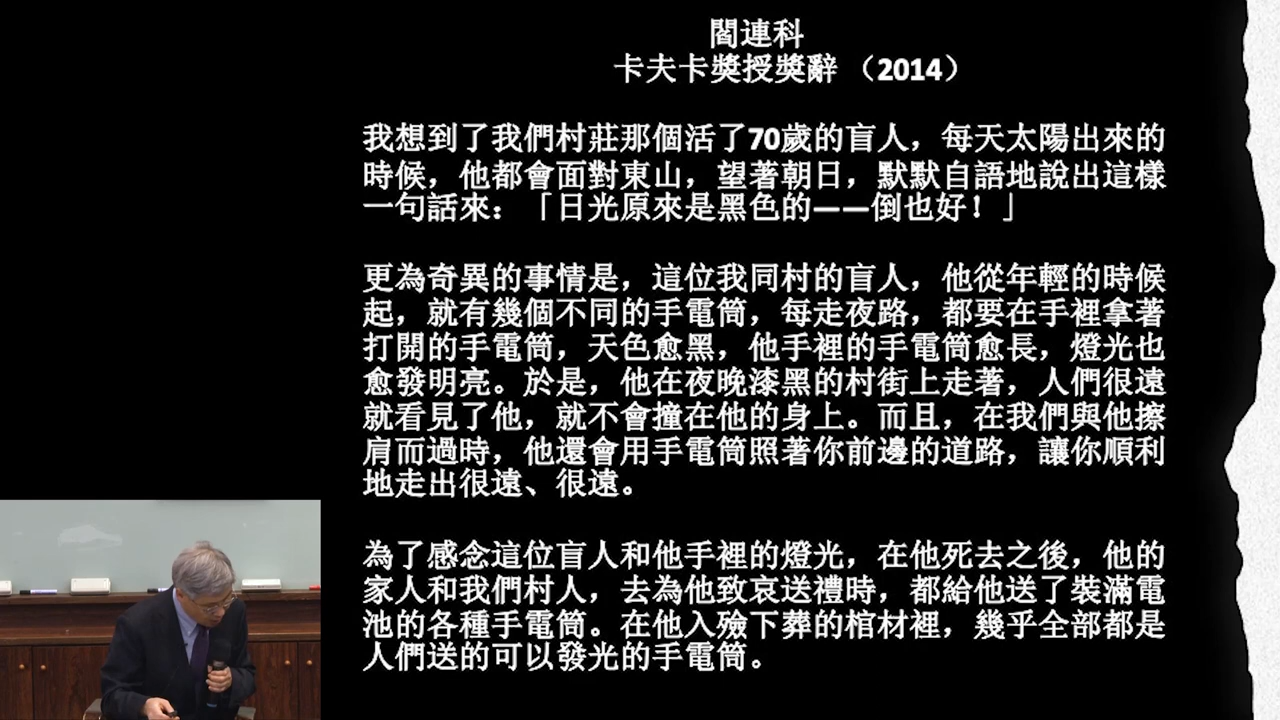 閻連科
卡夫卡獎授獎辭 （2014）
我想到了我們村莊那個活了70歲的盲人，每天太陽出來的
時候，他都會面對東山，望著朝日，默默自語地說出這樣
一句話來：「日光原來是黑色的——倒也好！」
更為奇異的事情是，這位我同村的盲人，他從年輕的時候
起，就有幾個不同的手電筒，每走夜路，都要在手裡拿著
打開的手電筒，天色愈黑，他手裡的手電筒愈長，燈光也
愈發明亮。於是，他在夜晚漆黑的村街上走著，人們很遠
就看見了他，就不會撞在他的身上。而且，在我們與他擦
肩而過時，他還會用手電筒照著你前邊的道路，讓你順利
地走出很遠、很遠。
為了感念這位盲人和他手裡的燈光，在他死去之後，他的
家人和我們村人，去為他致哀送禮時，都給他送了裝滿電
池的各種手電筒。在他入殮下葬的棺材裡，幾乎全部都是
人們送的可以發光的手電筒。